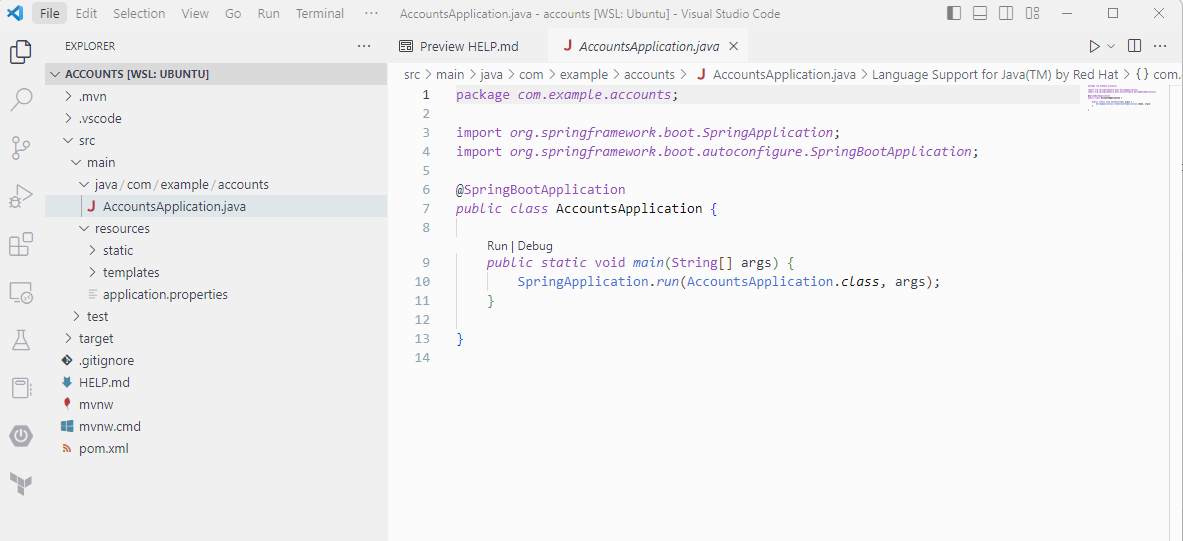 File Edit Selection View Go Run Terminal ··· AccountsApplication.java - accounts [WSL: Ubuntu] - Visual Studio Code
EXPLORER ···
ACCOUNTS [WSL: UBUNTU]
.mvn
.vscode
src
main
java / com / example / accounts
J AccountsApplication.java
resources
static
templates
application.properties
test
target
.gitignore
HELP.md
mvnw
mvnw.cmd
pom.xml
Preview HELP.md J AccountsApplication.java ×
src > main > java > com > example > accounts > J AccountsApplication.java > Language Support for Java(TM) by Red Hat > {} com.
1 package com.example.accounts;
2
3 import org.springframework.boot.SpringApplication;
4 import org.springframework.boot.autoconfigure.SpringBootApplication;
5
6 @SpringBootApplication
7 public class AccountsApplication {
8
Run | Debug
9 public static void main(String[] args) {
10 SpringApplication.run(AccountsApplication.class, args);
11 }
12
13 }
14